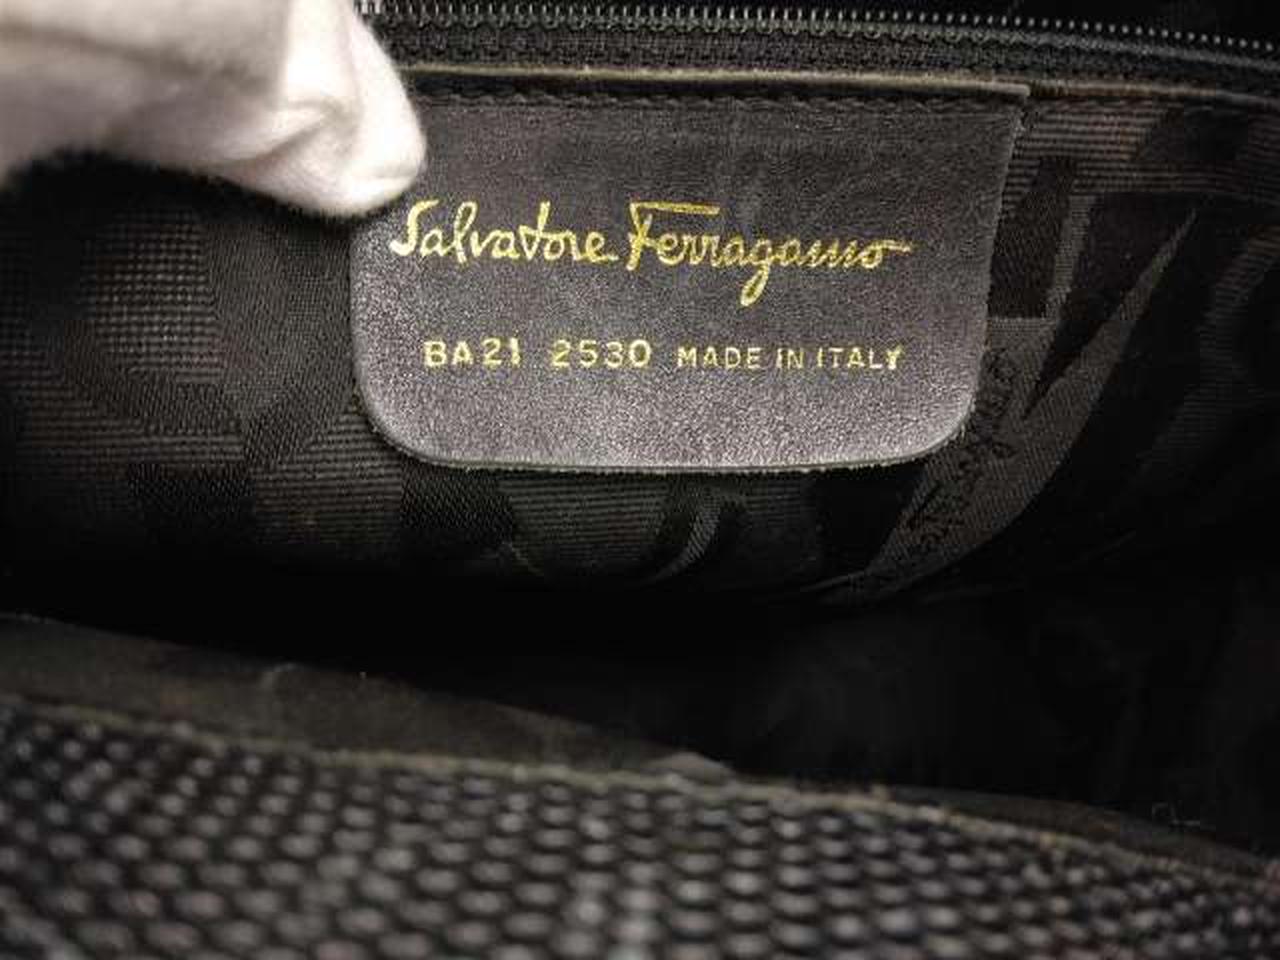 Salvatore Ferragamo
BA21 2530 MADE IN ITALY